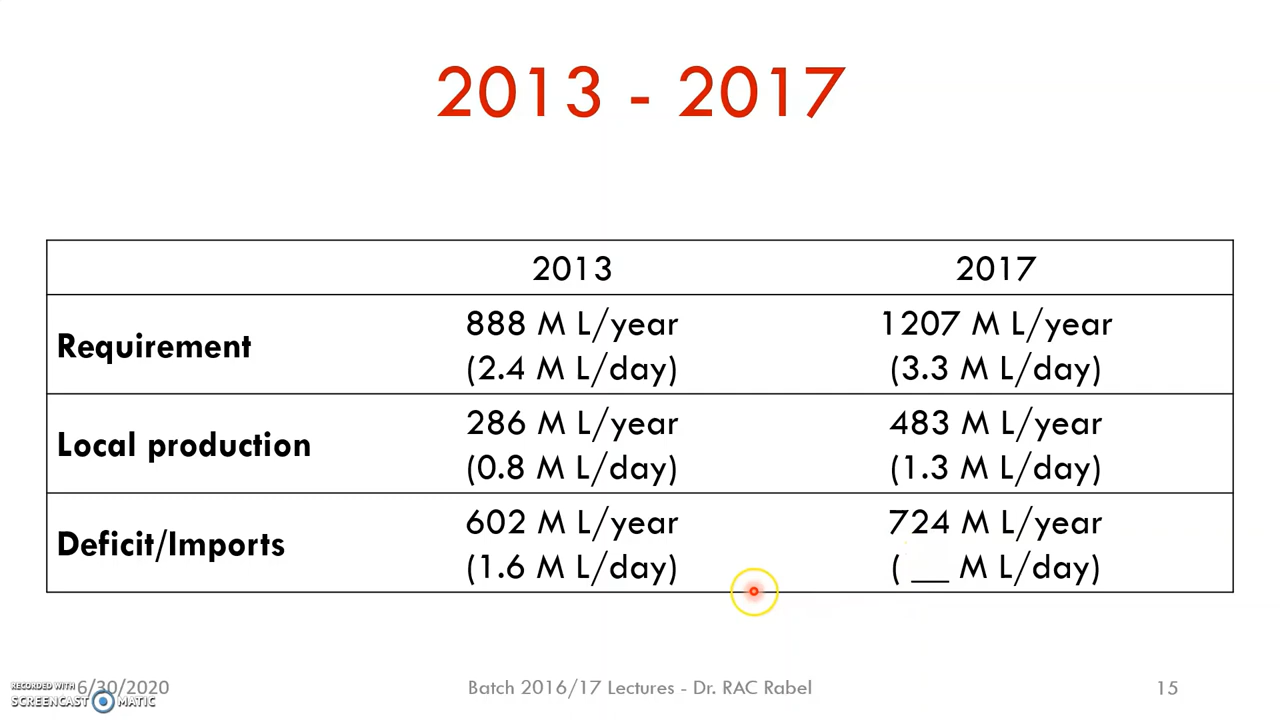 2013 - 2017
2013 2017
Requirement
888 M L/year
(2.4 M L/day)
1207 M L/year
(3.3 M L/day)
Local production
286 M L/year
(0.8 M L/day)
483 M L/year
(1.3 M L/day)
Deficit/Imports
602 M L/year
(1.6 M L/day)
724 M L/year
( __ M L/day)
RECORDED WITH
SCREENCAST MATIC
6/30/2020
Batch 2016/17 Lectures - Dr. RAC Rabel
15